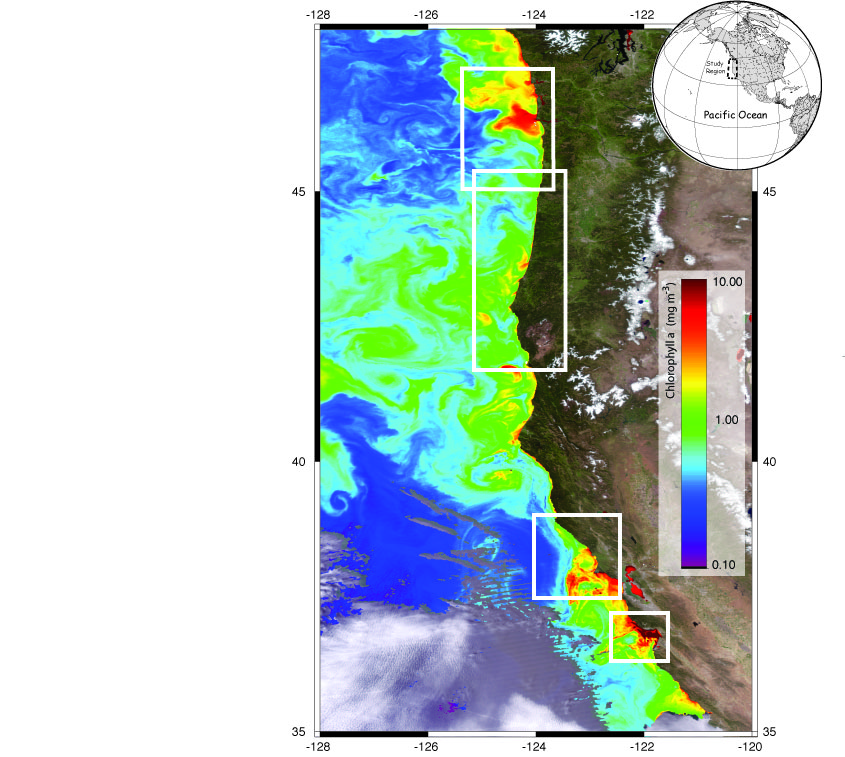 -128 -126 -124 -122
Study
Region
Pacific Ocean
45 45
Chlorophyll a (mg m-3)
10.00
1.00
0.10
40 40
35 35
-128 -126 -124 -122 -120